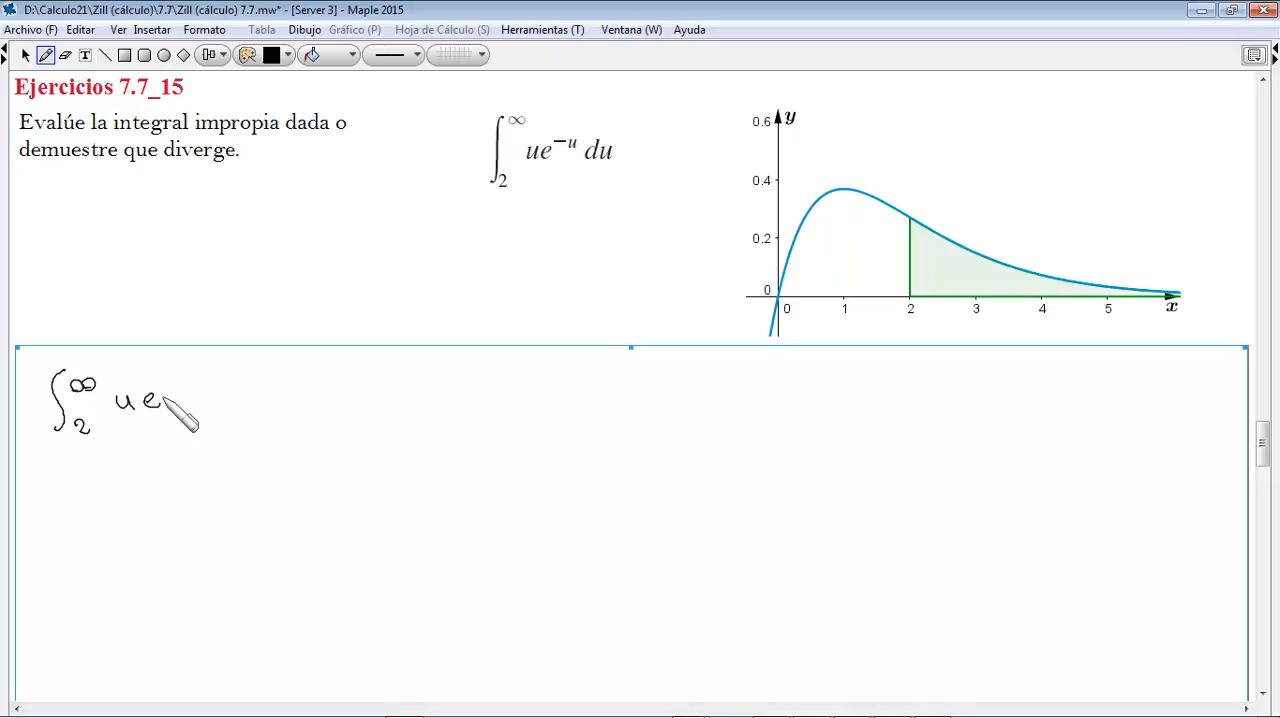 D:\Calculo21\Zill (cálculo)\7.7\Zill (cálculo) 7.7.mw* - [Server 3] - Maple 2015
Archivo (F) Editar Ver Insertar Formato Tabla Dibujo Gráfico (P) Hoja de Cálculo (S) Herramientas (T) Ventana (W) Ayuda
Ejercicios 7.7_15
Evalúe la integral impropia dada o
demuestre que diverge.
∫₂^∞ ue⁻ᵘ du
y
0.6
0.4
0.2
0
0 1 2 3 4 5 x
∫₂^∞ ue